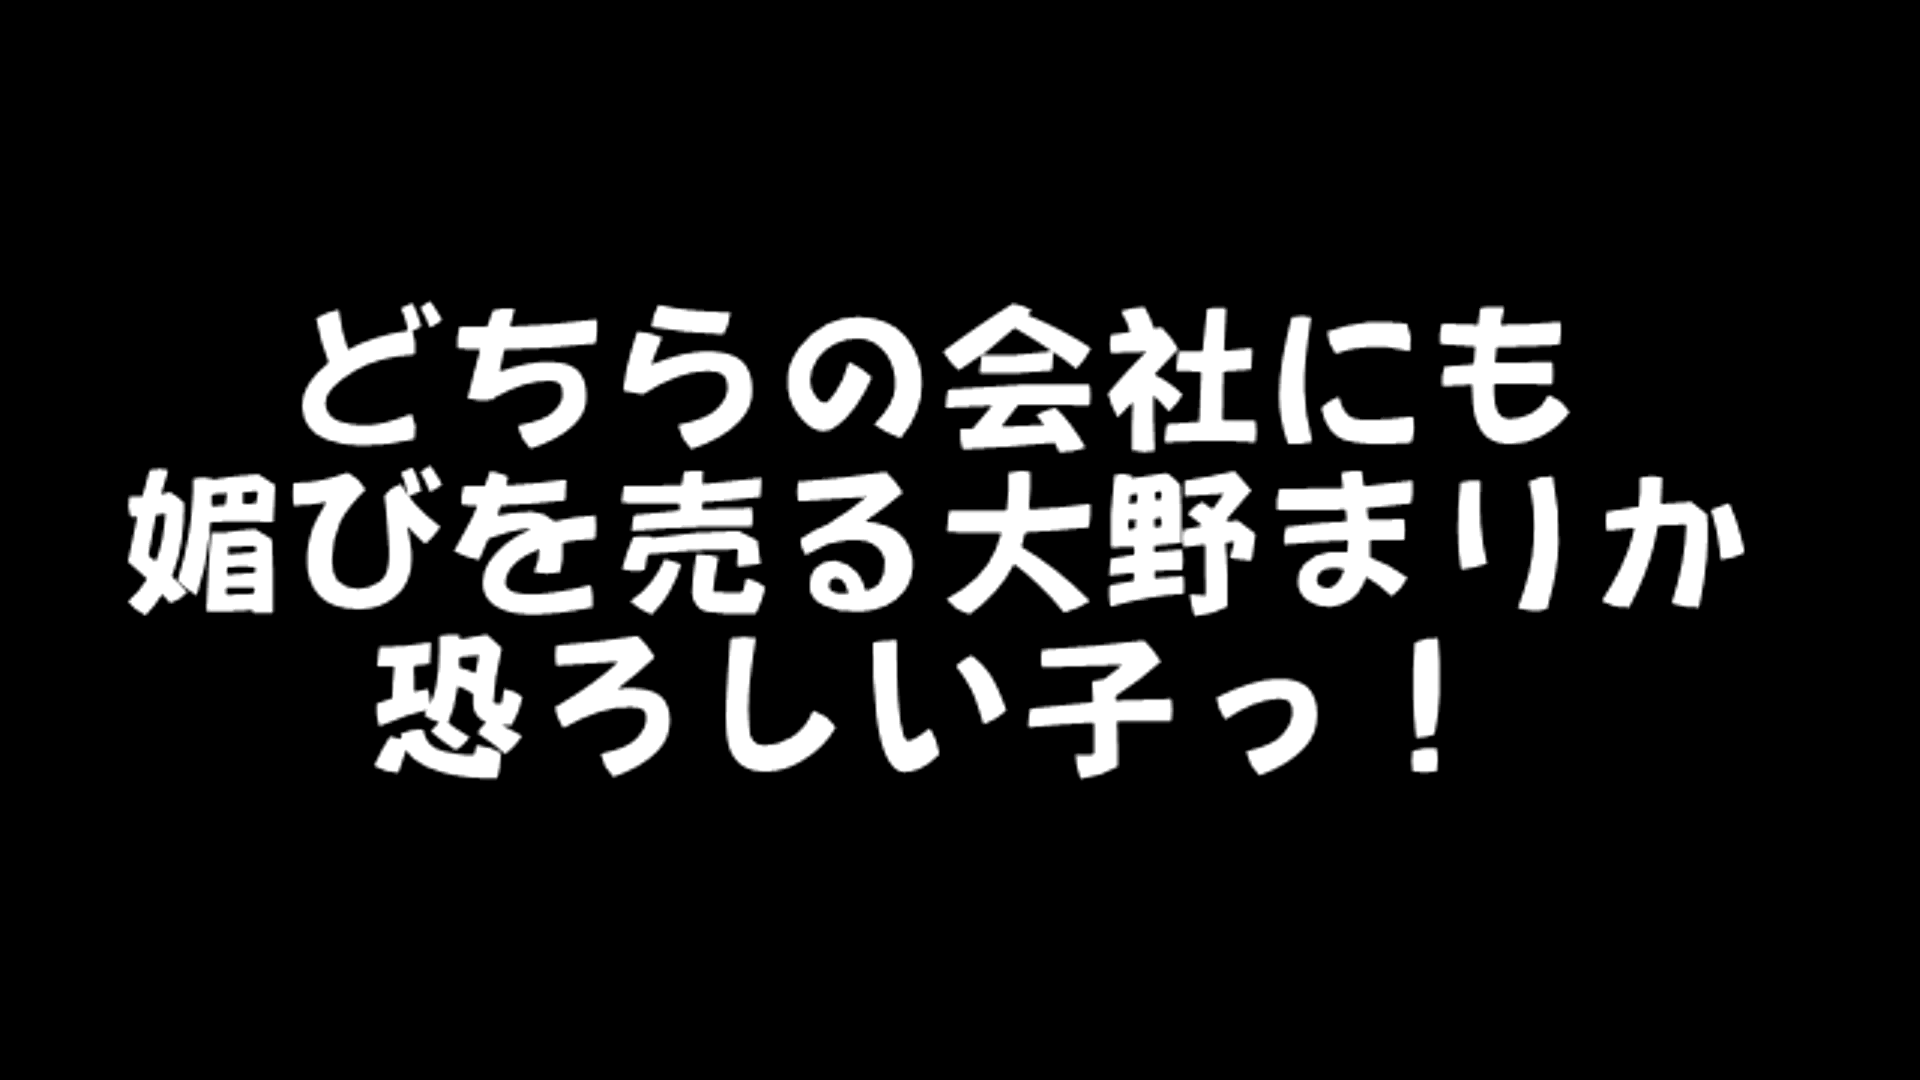 どちらの会社にも
媚びを売る大野まりか
恐ろしい子っ！